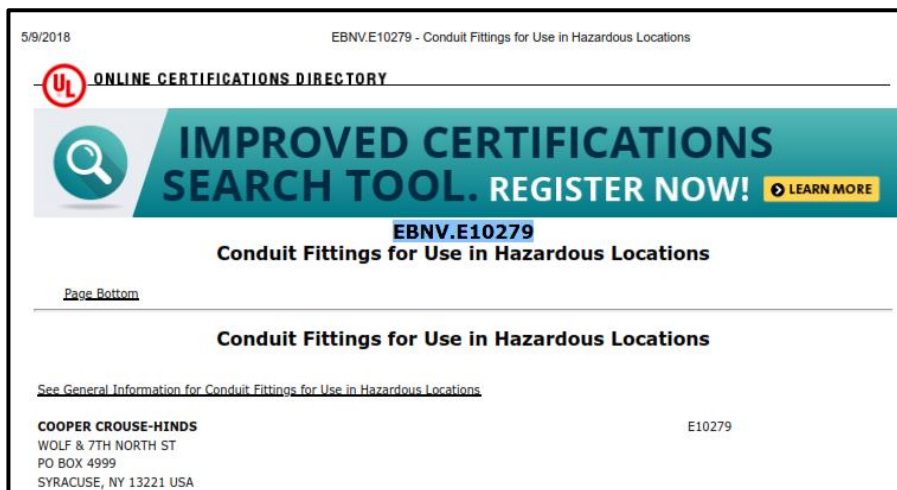 5/9/2018 EBNV.E10279 - Conduit Fittings for Use in Hazardous Locations
UL ONLINE CERTIFICATIONS DIRECTORY
IMPROVED CERTIFICATIONS
SEARCH TOOL. REGISTER NOW! LEARN MORE
EBNV.E10279
Conduit Fittings for Use in Hazardous Locations
Page Bottom
Conduit Fittings for Use in Hazardous Locations
See General Information for Conduit Fittings for Use in Hazardous Locations
COOPER CROUSE-HINDS E10279
WOLF & 7TH NORTH ST
PO BOX 4999
SYRACUSE, NY 13221 USA